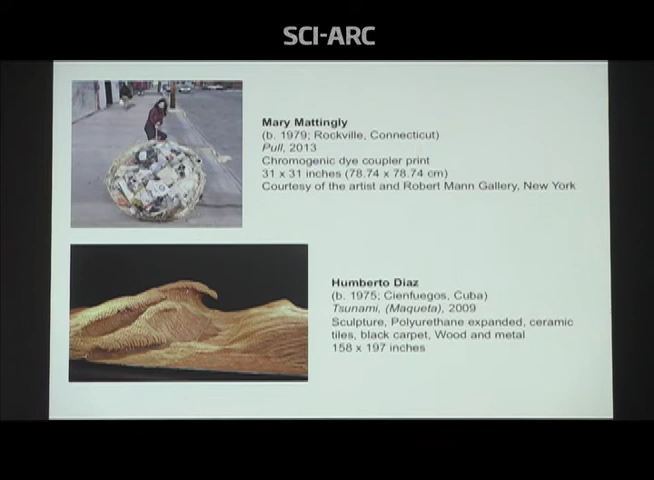 SCI-ARC
Mary Mattingly
(b. 1979; Rockville, Connecticut)
Pull, 2013
Chromogenic dye coupler print
31 x 31 inches (78.74 x 78.74 cm)
Courtesy of the artist and Robert Mann Gallery, New York
Humberto Diaz
(b. 1975; Cienfuegos, Cuba)
Tsunami, (Maqueta), 2009
Sculpture, Polyurethane expanded, ceramic
tiles, black carpet, Wood and metal
158 x 197 inches